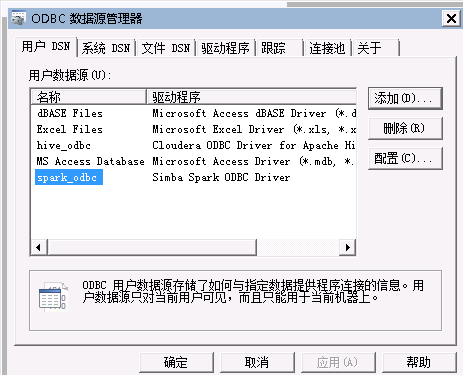 ODBC 数据源管理器
用户 DSN 系统 DSN 文件 DSN 驱动程序 跟踪 连接池 关于
用户数据源(U):
名称 驱动程序
dBASE Files Microsoft Access dBASE Driver (*.d
Excel Files Microsoft Excel Driver (*.xls, *.x
hive_odbc Cloudera ODBC Driver for Apache Hi
MS Access Database Microsoft Access Driver (*.mdb, *.
spark_odbc Simba Spark ODBC Driver
添加(D)...
删除(R)
配置(C)...
ODBC 用户数据源存储了如何与指定数据提供程序连接的信息。用
户数据源只对当前用户可见，而且只能用于当前机器上。
确定 取消 应用(A) 帮助